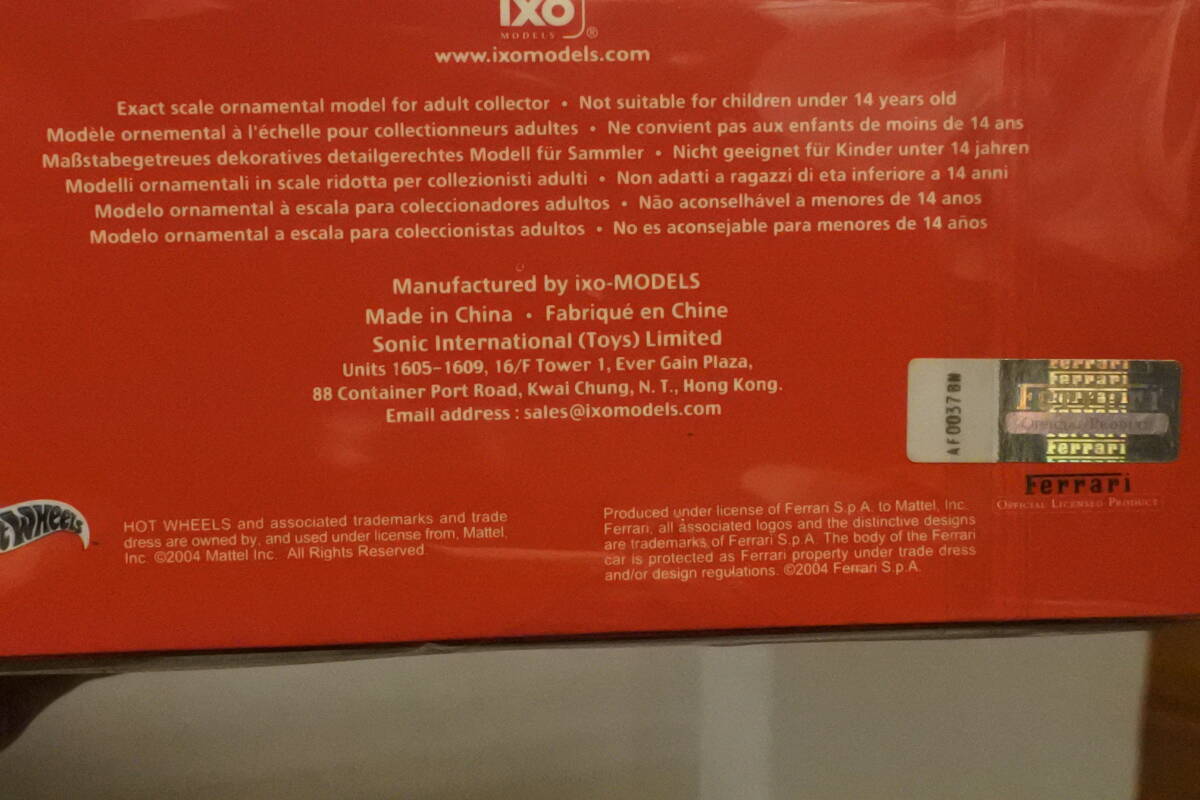 ixo
MODELS ®
www.ixomodels.com
Exact scale ornamental model for adult collector • Not suitable for children under 14 years old
Modèle ornemental à l'échelle pour collectionneurs adultes • Ne convient pas aux enfants de moins de 14 ans
Maßstabegetreues dekoratives detailgerechtes Modell für Sammler • Nicht geeignet für Kinder unter 14 jahren
Modelli ornamentali in scale ridotta per collezionisti adulti • Non adatti a ragazzi di eta inferiore a 14 anni
Modelo ornamental à escala para coleccionadores adultos • Não aconselhável a menores de 14 anos
Modelo ornamental a escala para coleccionistas adultos • No es aconsejable para menores de 14 años
Manufactured by ixo-MODELS
Made in China • Fabriqué en Chine
Sonic International (Toys) Limited
Units 1605-1609, 16/F Tower 1, Ever Gain Plaza,
88 Container Port Road, Kwai Chung, N. T., Hong Kong.
Email address : sales@ixomodels.com
AF0037BN
ferrari
ferrari
Ferrari
OFFICIAL PRODUCT
ferrari
ferrari
Ferrari
OFFICIAL LICENSED PRODUCT
WHEELS
HOT WHEELS and associated trademarks and trade
dress are owned by, and used under license from, Mattel,
Inc. ©2004 Mattel Inc. All Rights Reserved
Produced under license of Ferrari S.p.A. to Mattel, Inc.
Ferrari, all associated logos and the distinctive designs
are trademarks of Ferrari S.p.A. The body of the Ferrari
car is protected as Ferrari property under trade dress
and/or design regulations. ©2004 Ferrari S.p.A.